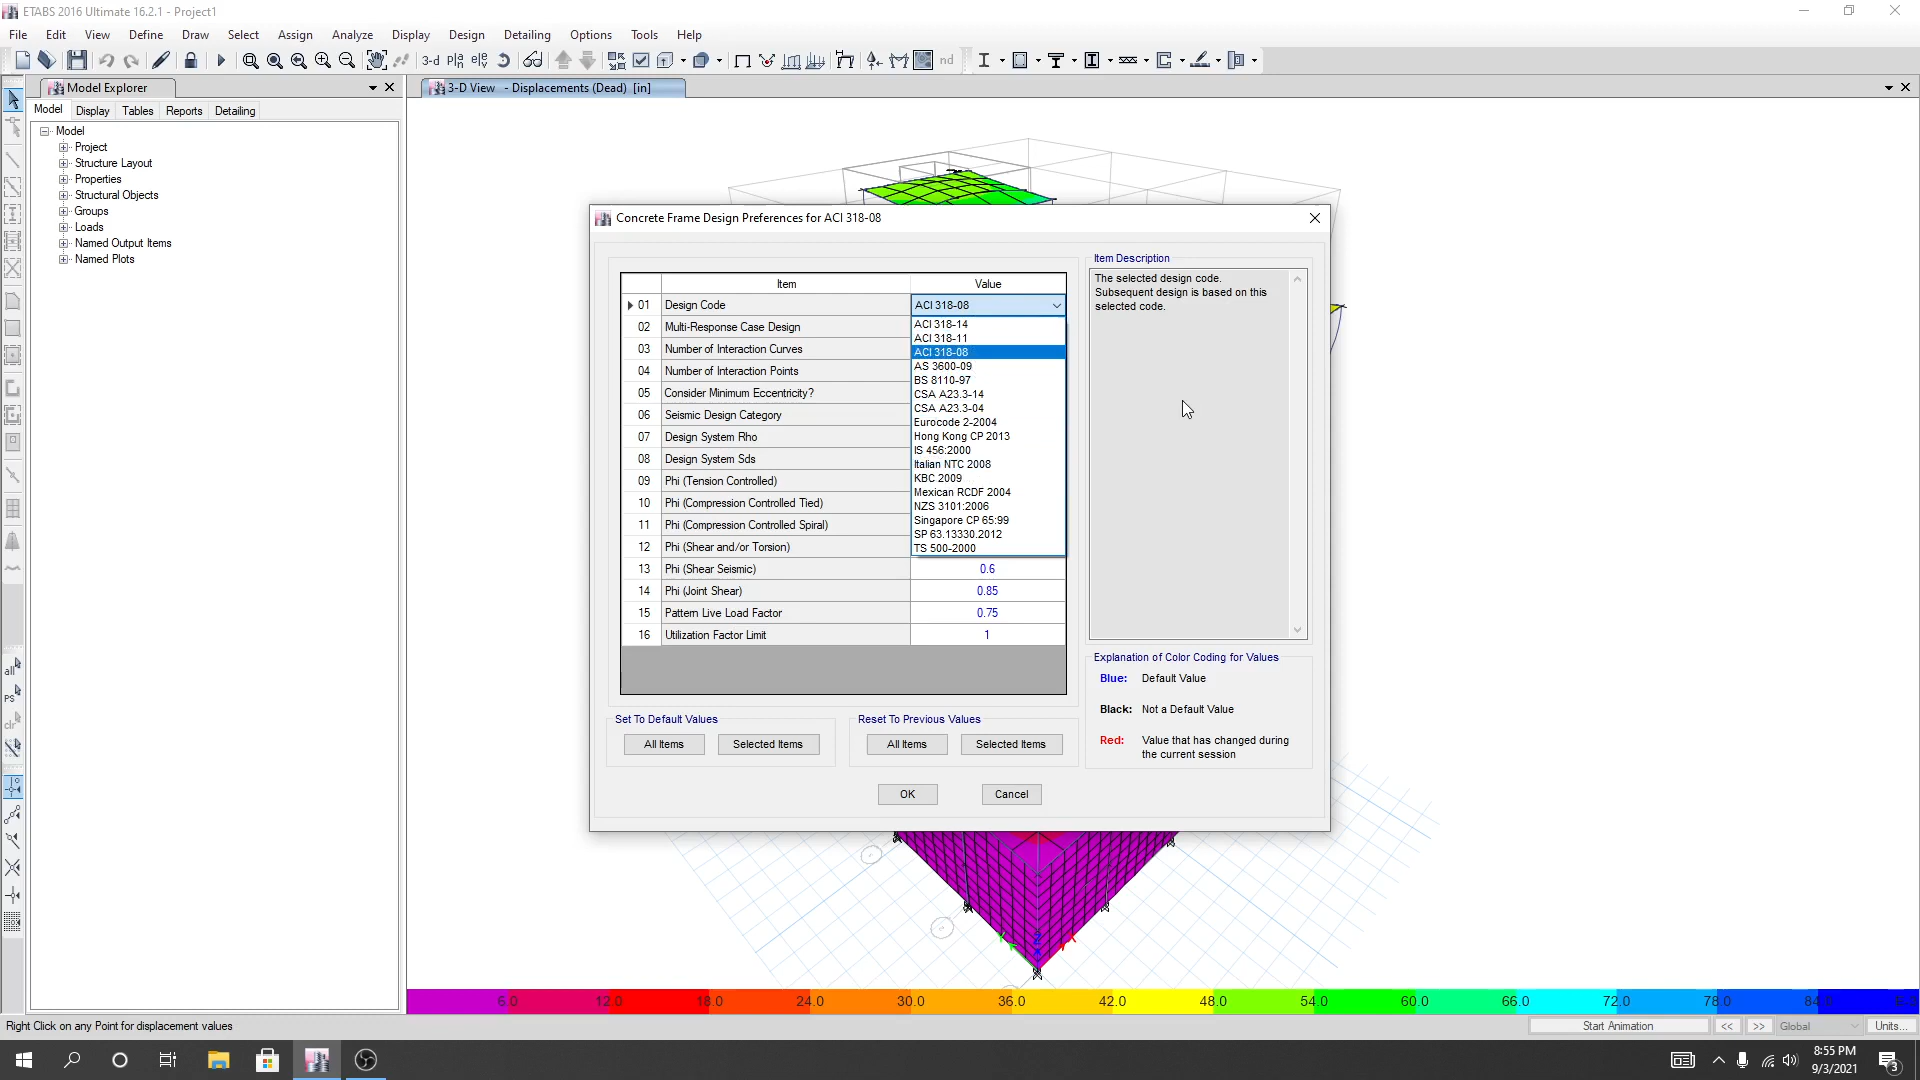 ETABS 2016 Ultimate 16.2.1 - Project1
File Edit View Define Draw Select Assign Analyze Display Design Detailing Options Tools Help
3-d
nd
Model Explorer
3-D View - Displacements (Dead) [in]
Model Display Tables Reports Detailing
Model
Project
Structure Layout
Properties
Structural Objects
Groups
Loads
Named Output Items
Named Plots
all
ps
clr
Concrete Frame Design Preferences for ACI 318-08
Item Value
01 Design Code ACI 318-08
02 Multi-Response Case Design
03 Number of Interaction Curves
04 Number of Interaction Points
05 Consider Minimum Eccentricity?
06 Seismic Design Category
07 Design System Rho
08 Design System Sds
09 Phi (Tension Controlled)
10 Phi (Compression Controlled Tied)
11 Phi (Compression Controlled Spiral)
12 Phi (Shear and/or Torsion)
13 Phi (Shear Seismic) 0.6
14 Phi (Joint Shear) 0.85
15 Pattern Live Load Factor 0.75
16 Utilization Factor Limit 1
ACI 318-14
ACI 318-11
ACI 318-08
AS 3600-09
BS 8110-97
CSA A23.3-14
CSA A23.3-04
Eurocode 2-2004
Hong Kong CP 2013
IS 456:2000
Italian NTC 2008
KBC 2009
Mexican RCDF 2004
NZS 3101:2006
Singapore CP 65:99
SP 63.13330.2012
TS 500-2000
Item Description
The selected design code.
Subsequent design is based on this
selected code.
Explanation of Color Coding for Values
Blue: Default Value
Black: Not a Default Value
Red: Value that has changed during
the current session
Set To Default Values
All Items Selected Items
Reset To Previous Values
All Items Selected Items
OK Cancel
6.0 12.0 18.0 24.0 30.0 36.0 42.0 48.0 54.0 60.0 66.0 72.0 78.0 84.0 E-3
Right Click on any Point for displacement values
Start Animation << >> Global Units...
8:55 PM
9/3/2021
3